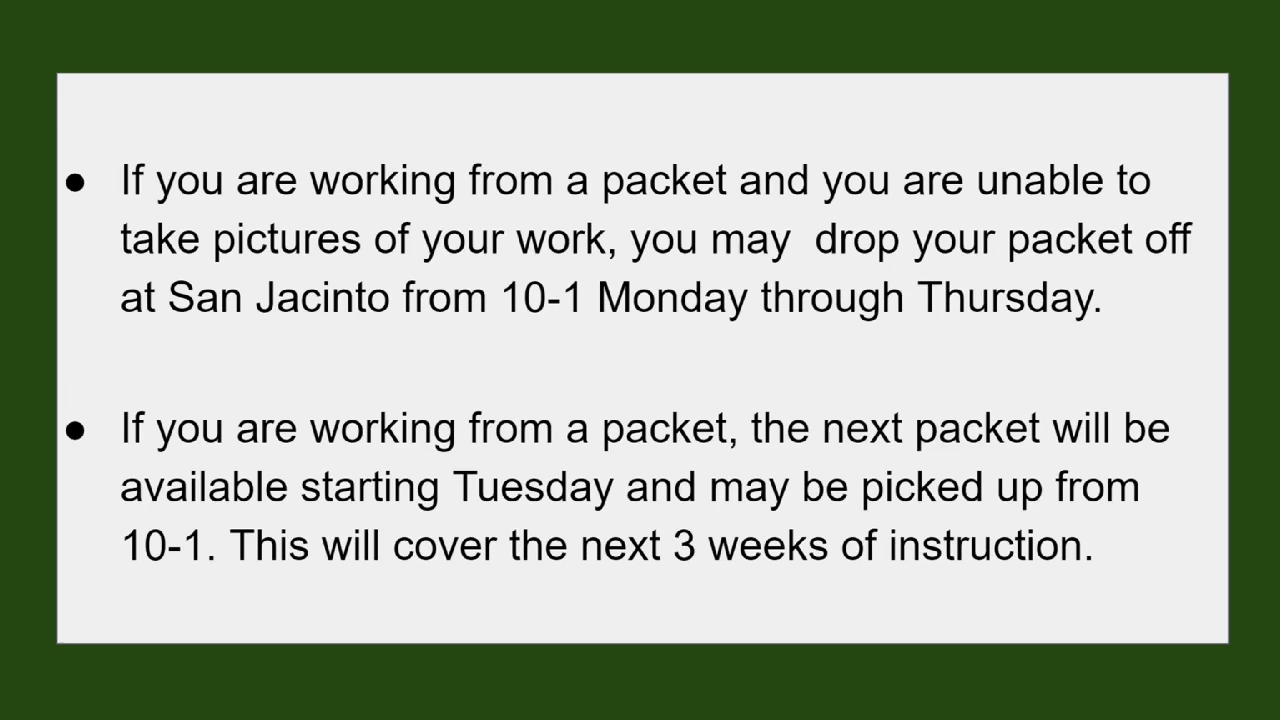 ● If you are working from a packet and you are unable to
take pictures of your work, you may  drop your packet off
at San Jacinto from 10-1 Monday through Thursday.
● If you are working from a packet, the next packet will be
available starting Tuesday and may be picked up from
10-1. This will cover the next 3 weeks of instruction.